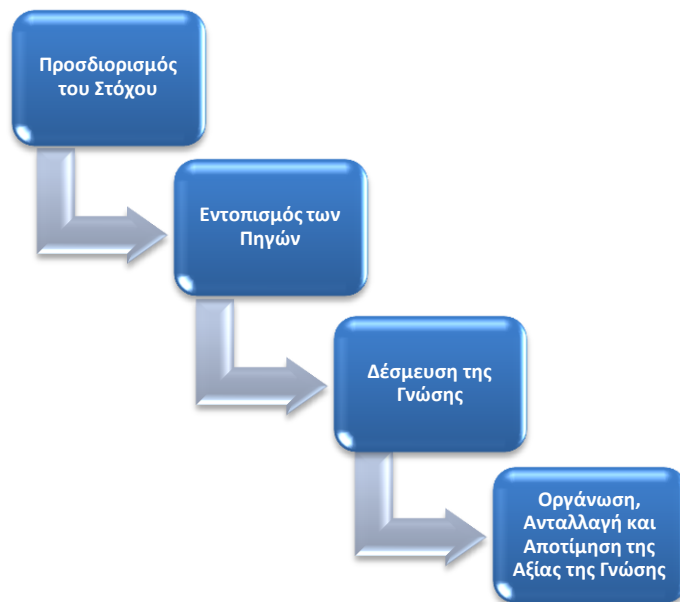 Προσδιορισμός
του Στόχου
Εντοπισμός των
Πηγών
Δέσμευση της
Γνώσης
Οργάνωση,
Ανταλλαγή και
Αποτίμηση της
Αξίας της Γνώσης